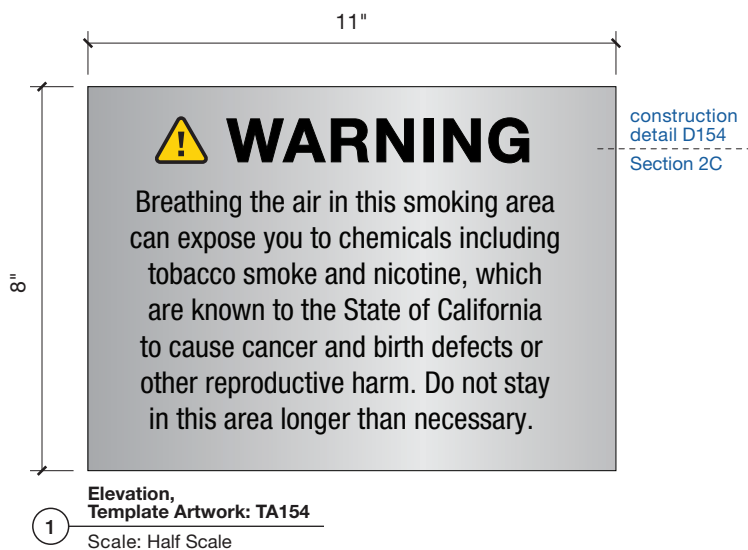 11"
8"
WARNING
Breathing the air in this smoking area
can expose you to chemicals including
tobacco smoke and nicotine, which
are known to the State of California
to cause cancer and birth defects or
other reproductive harm. Do not stay
in this area longer than necessary.
construction
detail D154
Section 2C
1
Elevation,
Template Artwork: TA154
Scale: Half Scale